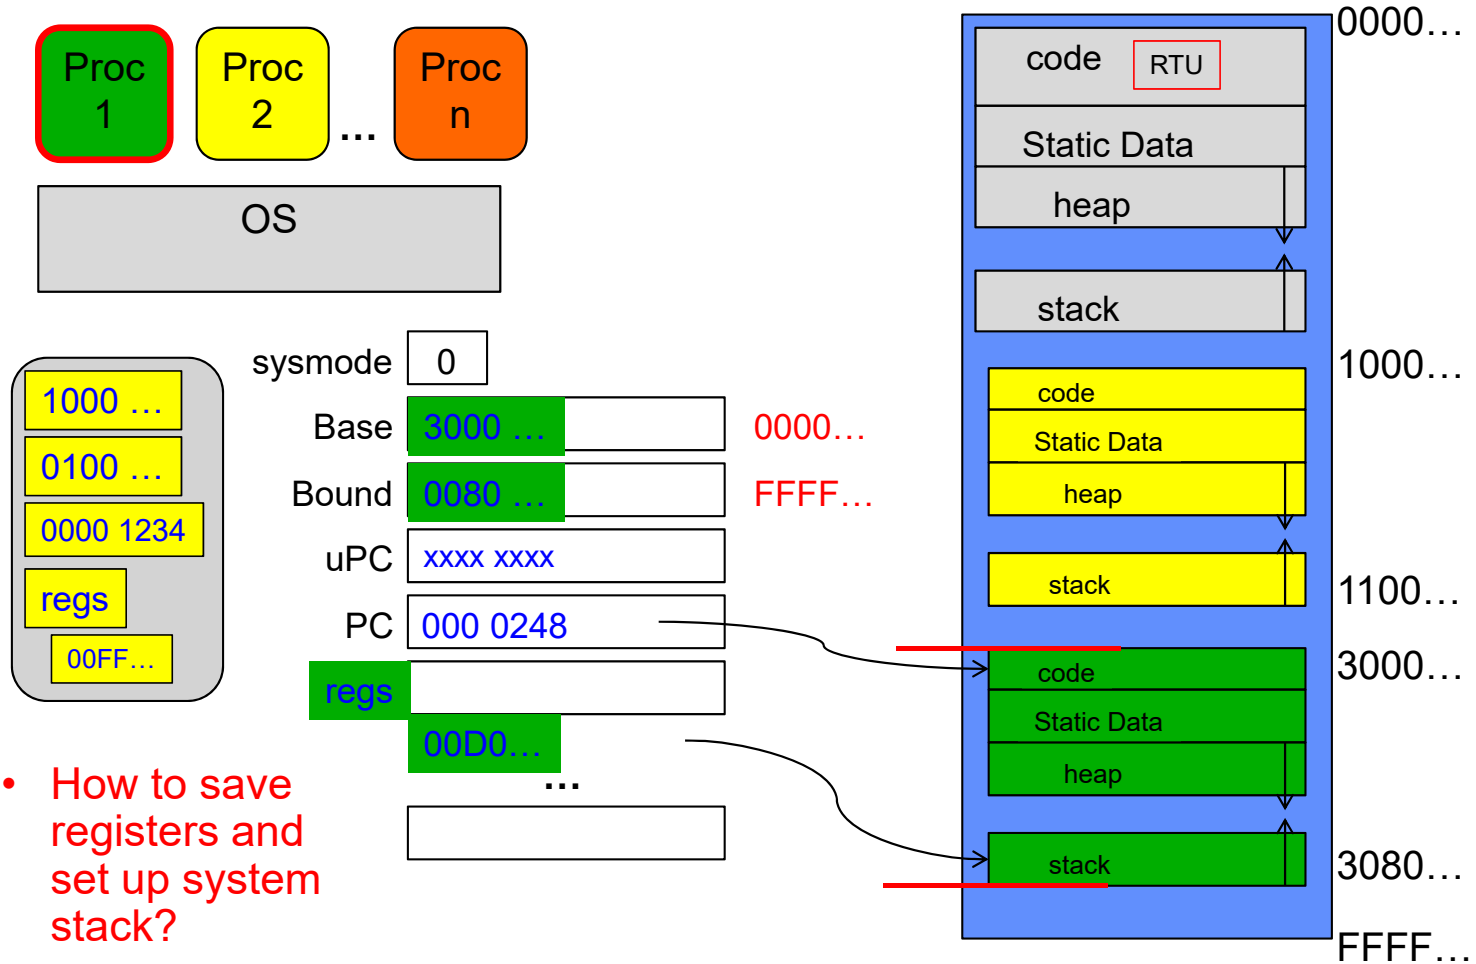 Proc
1
Proc
2
...
Proc
n
OS
sysmode 0
Base 3000 ... 0000...
Bound 0080 ... FFFF...
uPC xxxx xxxx
PC 000 0248
regs
00D0...
...
1000 ...
0100 ...
0000 1234
regs
00FF...
• How to save
registers and
set up system
stack?
code RTU
Static Data
heap
stack
code
Static Data
heap
stack
code
Static Data
heap
stack
0000...
1000...
1100...
3000...
3080...
FFFF...